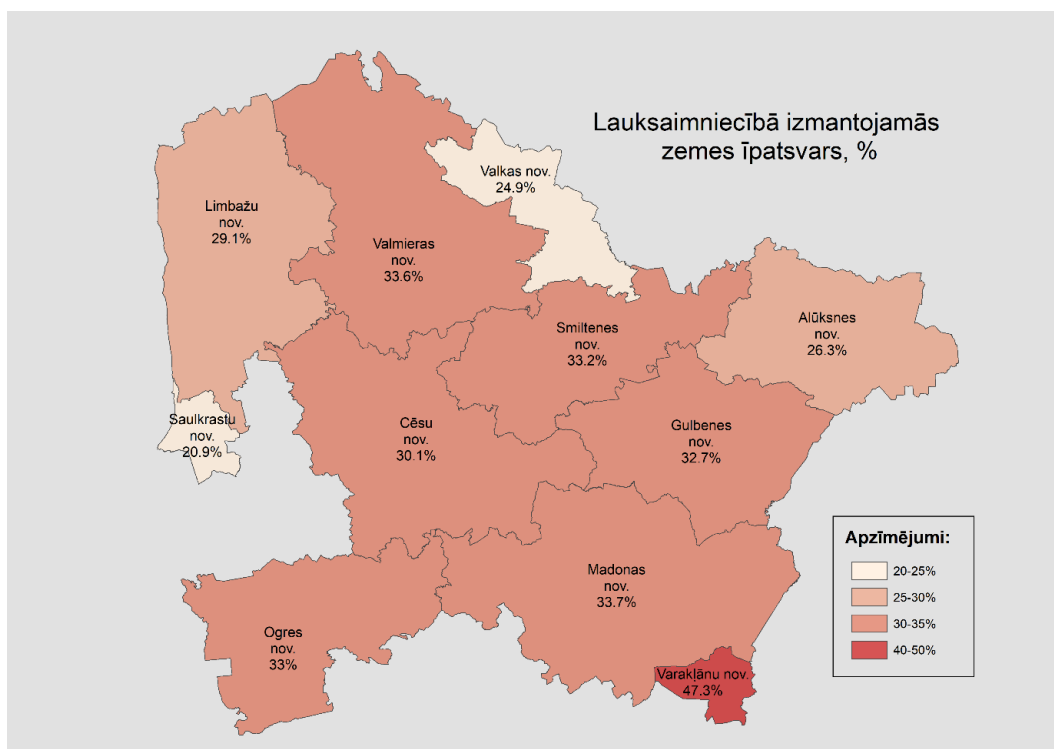 Lauksaimniecībā izmantojamās
zemes īpatsvars, %
Valkas nov.
24.9%
Limbažu
nov.
29.1%
Valmieras
nov.
33.6%
Alūksnes
nov.
26.3%
Smiltenes
nov.
33.2%
Saulkrastu
nov.
20.9%
Cēsu
nov.
30.1%
Gulbenes
nov.
32.7%
Madonas
nov.
33.7%
Ogres
nov.
33%
Varakļānu nov.
47.3%
Apzīmējumi:
20-25%
25-30%
30-35%
40-50%